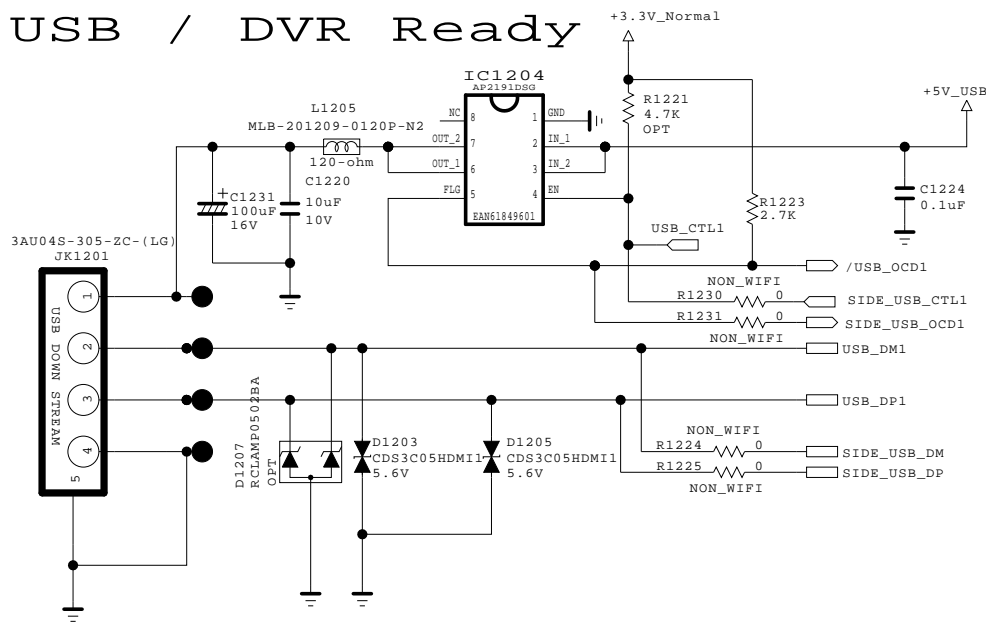 USB / DVR Ready
+3.3V_Normal
+5V_USB
IC1204
AP2191DSG
NC 8
1 GND
OUT_2 7
2 IN_1
OUT_1 6
3 IN_2
FLG 5
4 EN
EAN61849601
L1205
MLB-201209-0120P-N2
120-ohm
R1221
4.7K
OPT
C1231
100uF
16V
+
C1220
10uF
10V
R1223
2.7K
C1224
0.1uF
USB_CTL1
3AU04S-305-ZC-(LG)
JK1201
USB DOWN STREAM
1
2
3
4
5
/USB_OCD1
NON_WIFI
R1230 0
SIDE_USB_CTL1
R1231 0
SIDE_USB_OCD1
NON_WIFI
USB_DM1
USB_DP1
D1207
RCLAMP0502BA
OPT
D1203
CDS3C05HDMI1
5.6V
D1205
CDS3C05HDMI1
5.6V
NON_WIFI
R1224 0
SIDE_USB_DM
R1225 0
SIDE_USB_DP
NON_WIFI